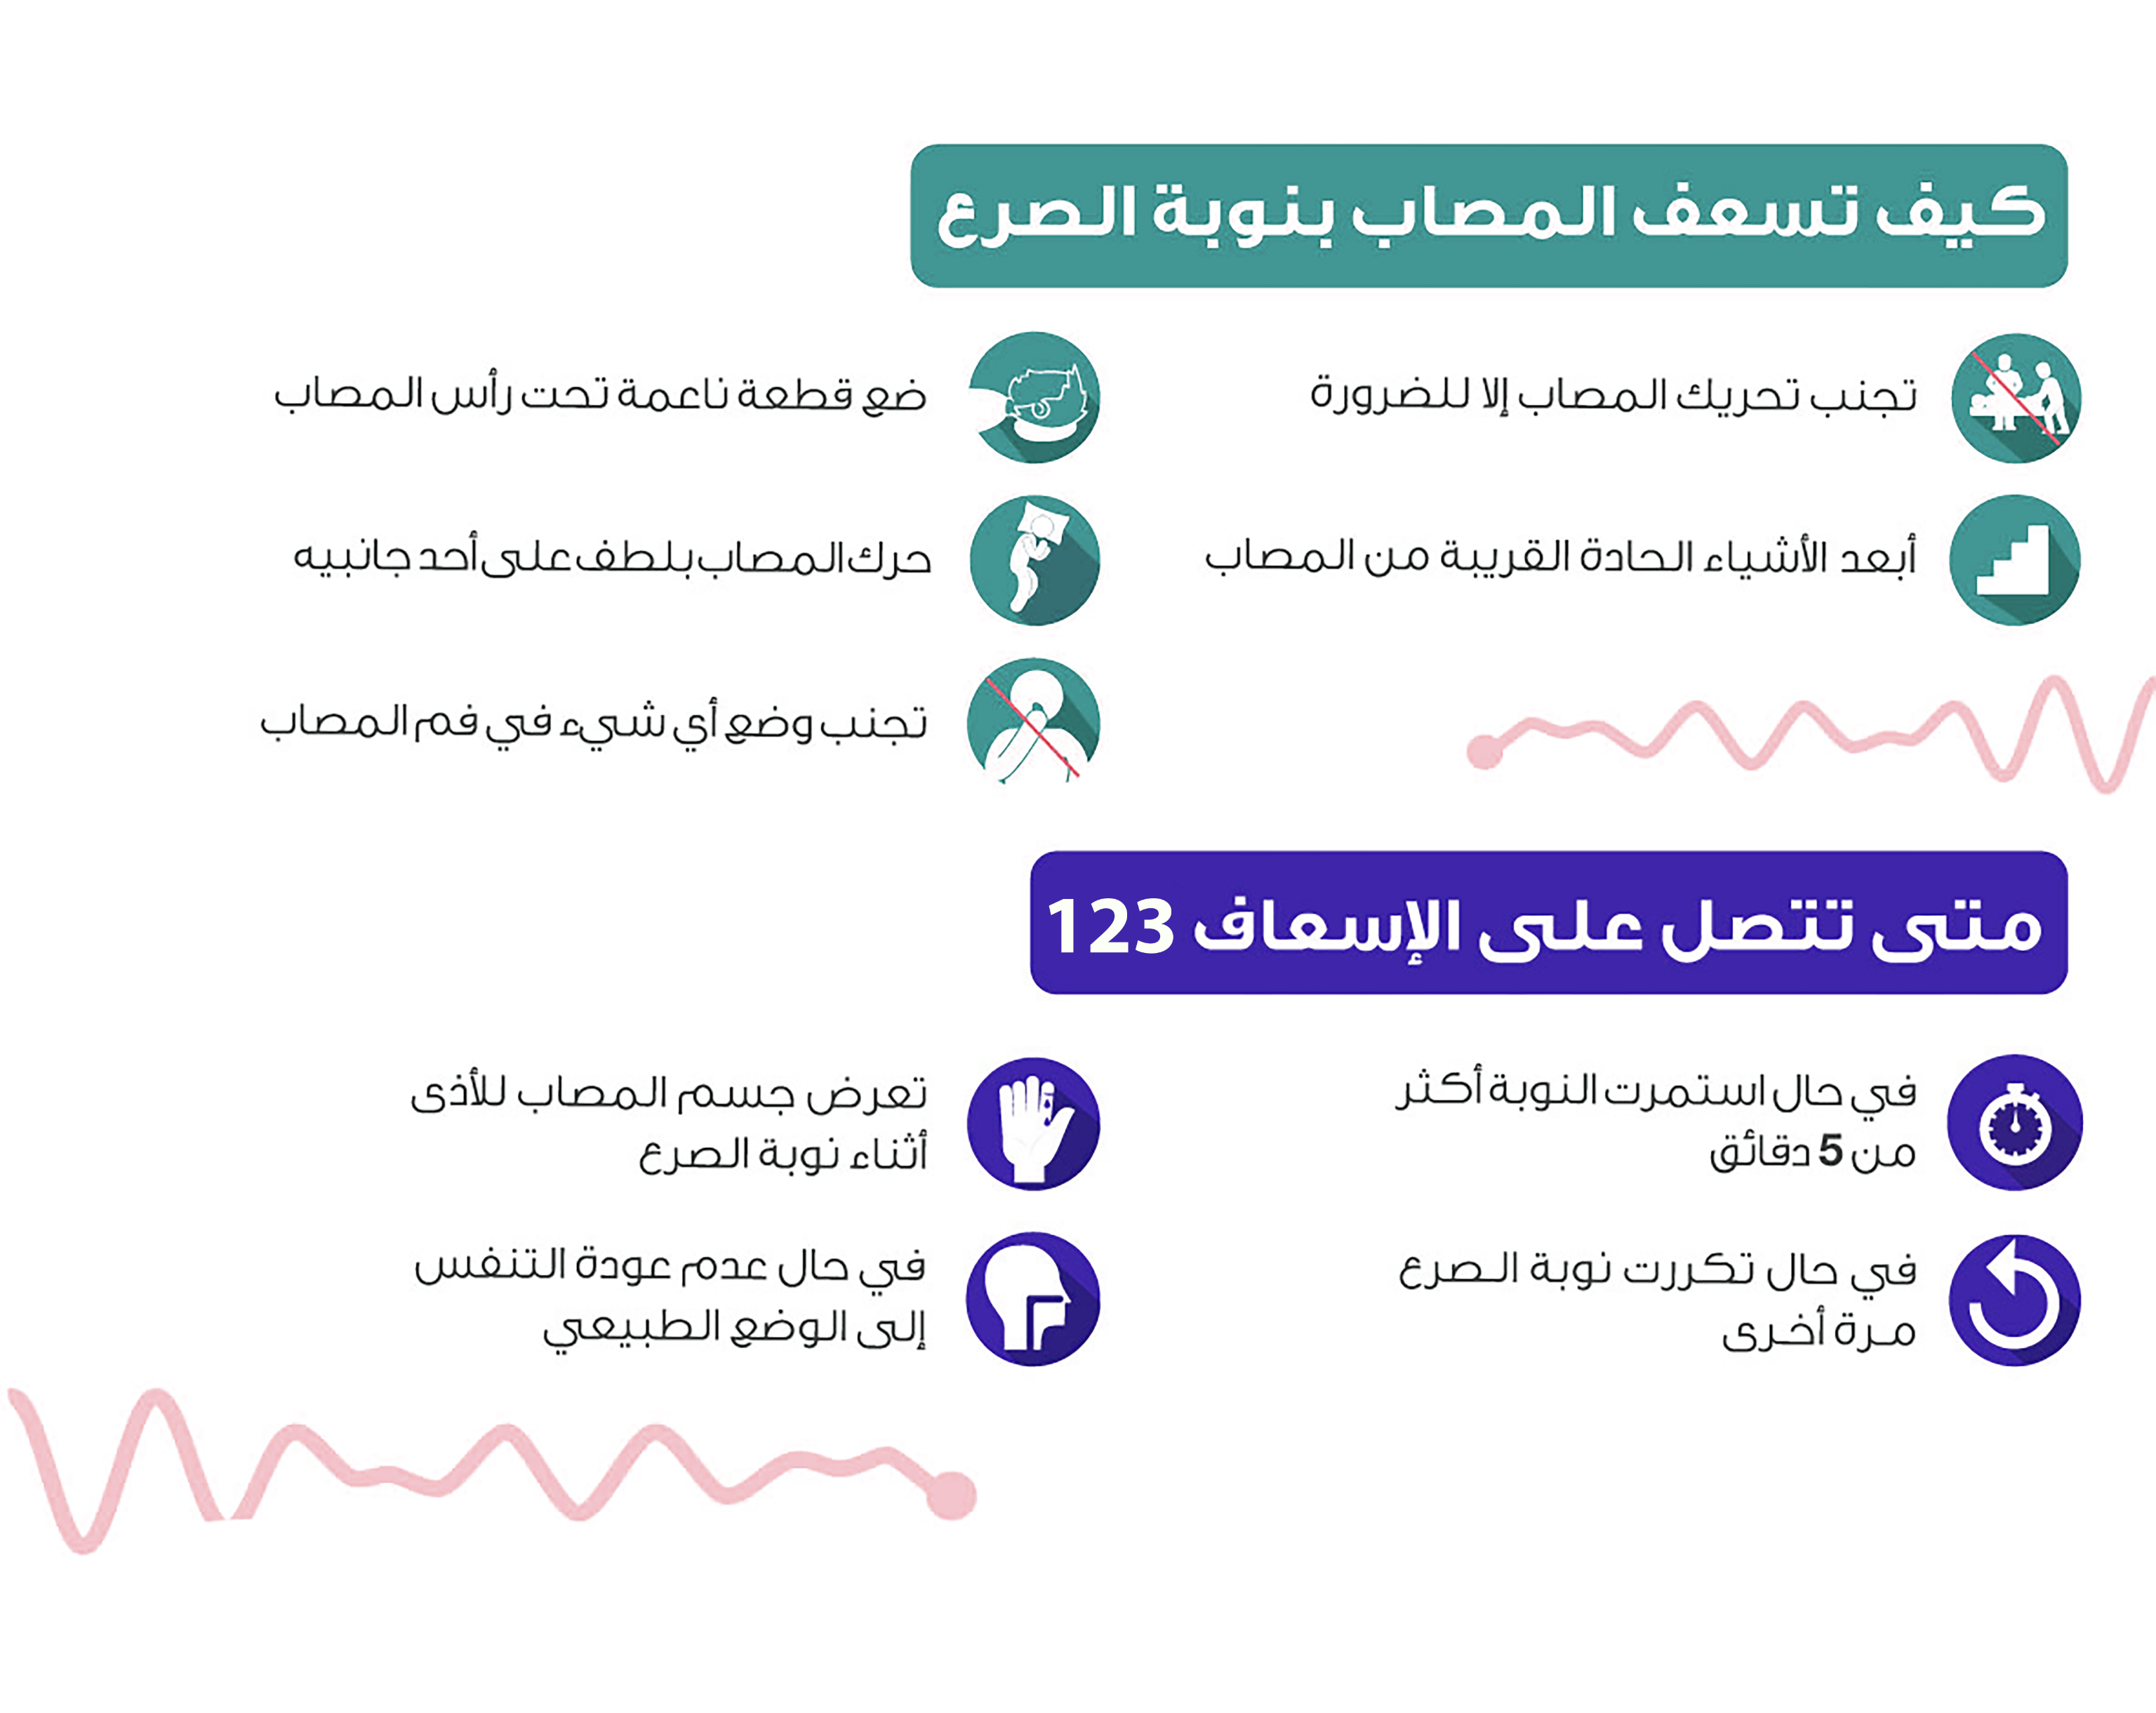 كيف تسعف المصاب بنوبة الصرع
تجنب تحريك المصاب إلا للضرورة
أبعد الأشياء الحادة القريبة من المصاب
ضع قطعة ناعمة تحت رأس المصاب
حرك المصاب بلطف على أحد جانبيه
تجنب وضع أي شيء في فم المصاب
متى تتصل على الإسعاف 123
في حال استمرت النوبة أكثر
من 5 دقائق
في حال تكررت نوبة الصرع
مرة أخرى
تعرض جسم المصاب للأذى
أثناء نوبة الصرع
في حال عدم عودة التنفس
إلى الوضع الطبيعي